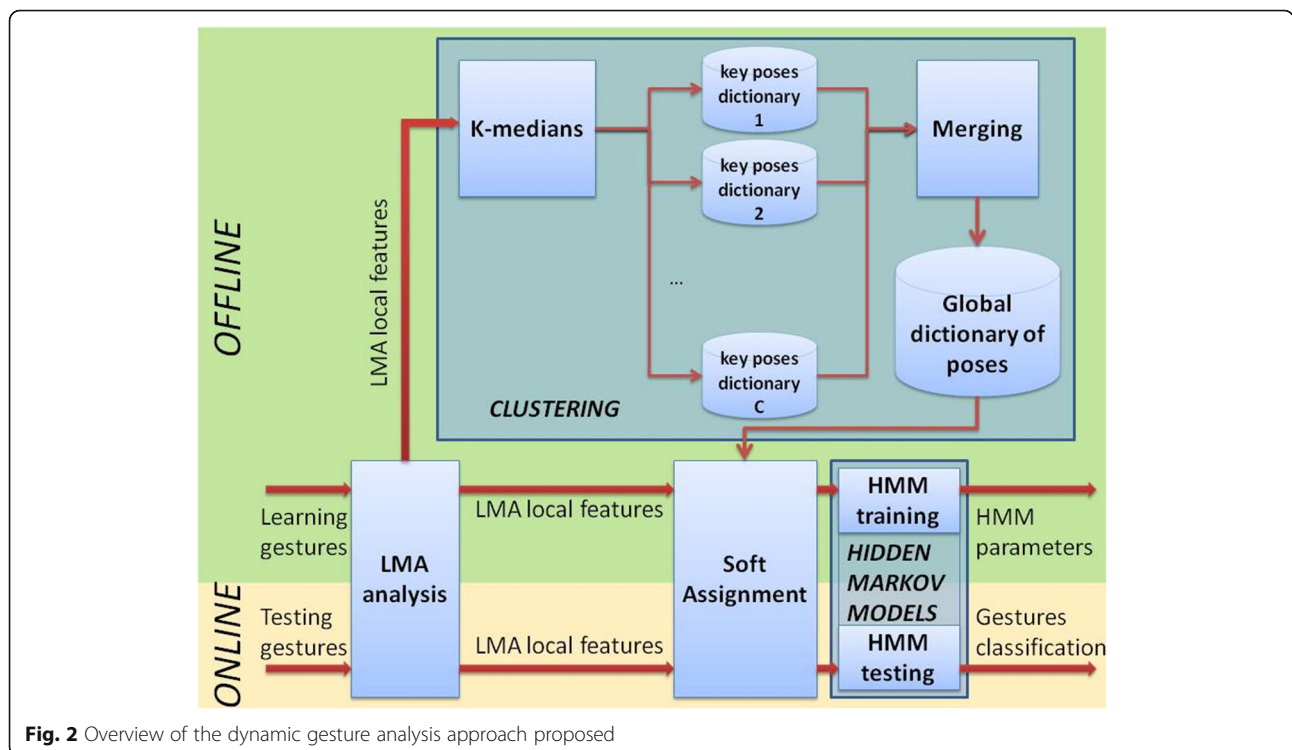 key poses
dictionary
1
K-medians
Merging
key poses
dictionary
2
OFFLINE
LMA local features
...
Global
dictionary of
poses
key poses
dictionary
C
CLUSTERING
Learning
gestures
LMA local features
HMM
training
HMM
parameters
LMA
analysis
Soft
Assignment
HIDDEN
MARKOV
MODELS
ONLINE
Testing
gestures
LMA local features
HMM
testing
Gestures
classification
Fig. 2 Overview of the dynamic gesture analysis approach proposed